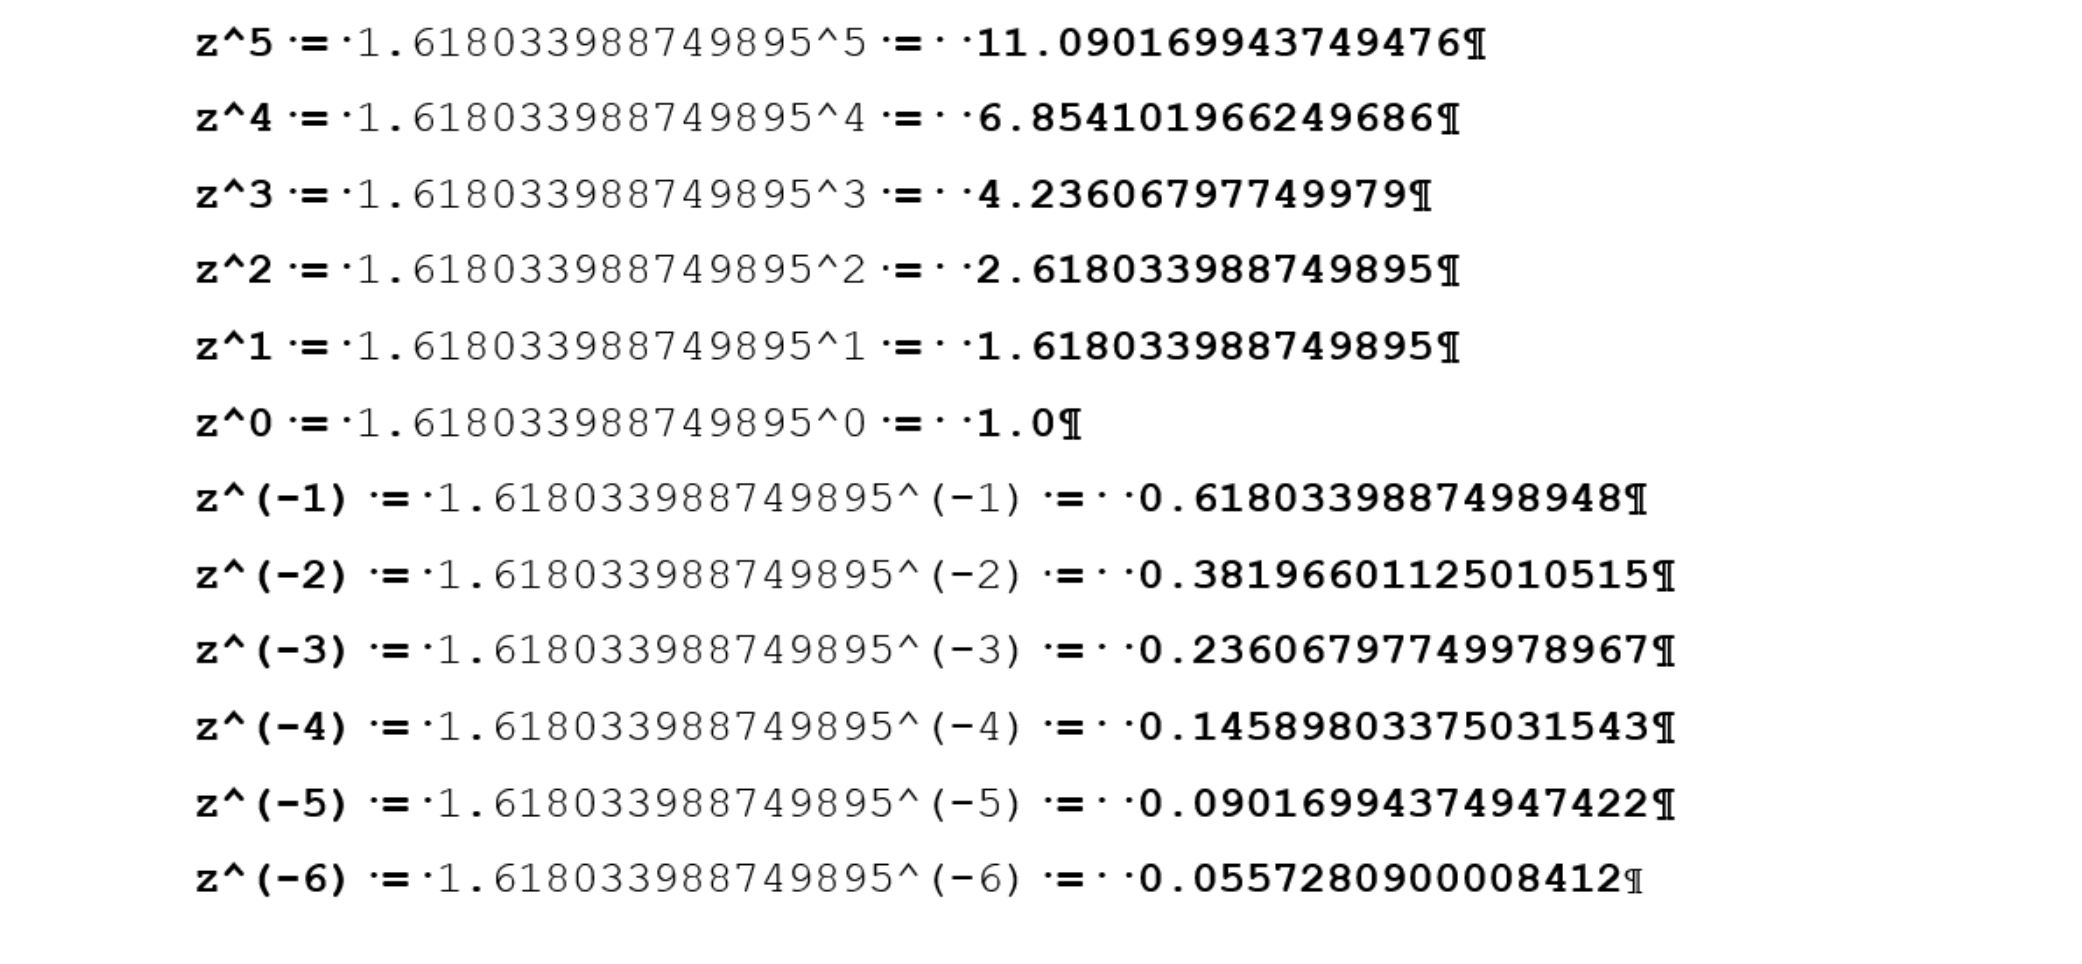 z^5 ·= ·1.618033988749895^5 ·= · ·11.090169943749476¶
z^4 ·= ·1.618033988749895^4 ·= · ·6.854101966249686¶
z^3 ·= ·1.618033988749895^3 ·= · ·4.23606797749979¶
z^2 ·= ·1.618033988749895^2 ·= · ·2.618033988749895¶
z^1 ·= ·1.618033988749895^1 ·= · ·1.618033988749895¶
z^0 ·= ·1.618033988749895^0 ·= · ·1.0¶
z^(-1) ·= ·1.618033988749895^(-1) ·= · ·0.6180339887498948¶
z^(-2) ·= ·1.618033988749895^(-2) ·= · ·0.38196601125010515¶
z^(-3) ·= ·1.618033988749895^(-3) ·= · ·0.23606797749978967¶
z^(-4) ·= ·1.618033988749895^(-4) ·= · ·0.14589803375031543¶
z^(-5) ·= ·1.618033988749895^(-5) ·= · ·0.09016994374947422¶
z^(-6) ·= ·1.618033988749895^(-6) ·= · ·0.0557280900008412¶